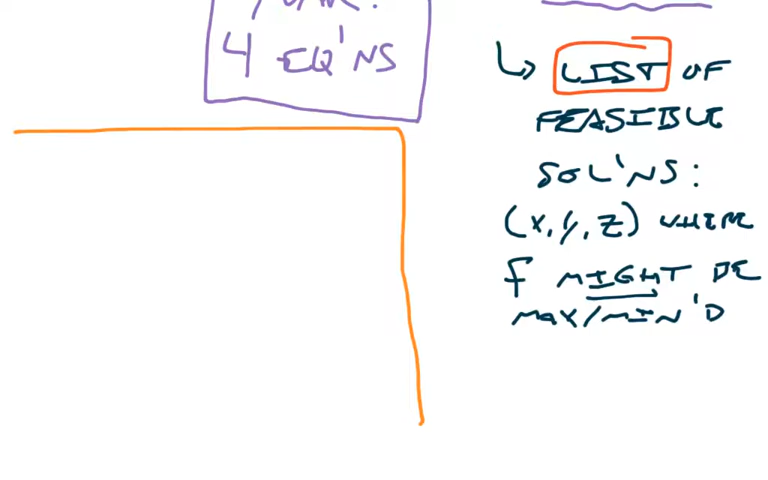 4 EQ'NS
↳ LIST OF
FEASIBLE
SOL'NS:
(X, Y, Z) WHERE
f MIGHT BE
MAX/MIN'D